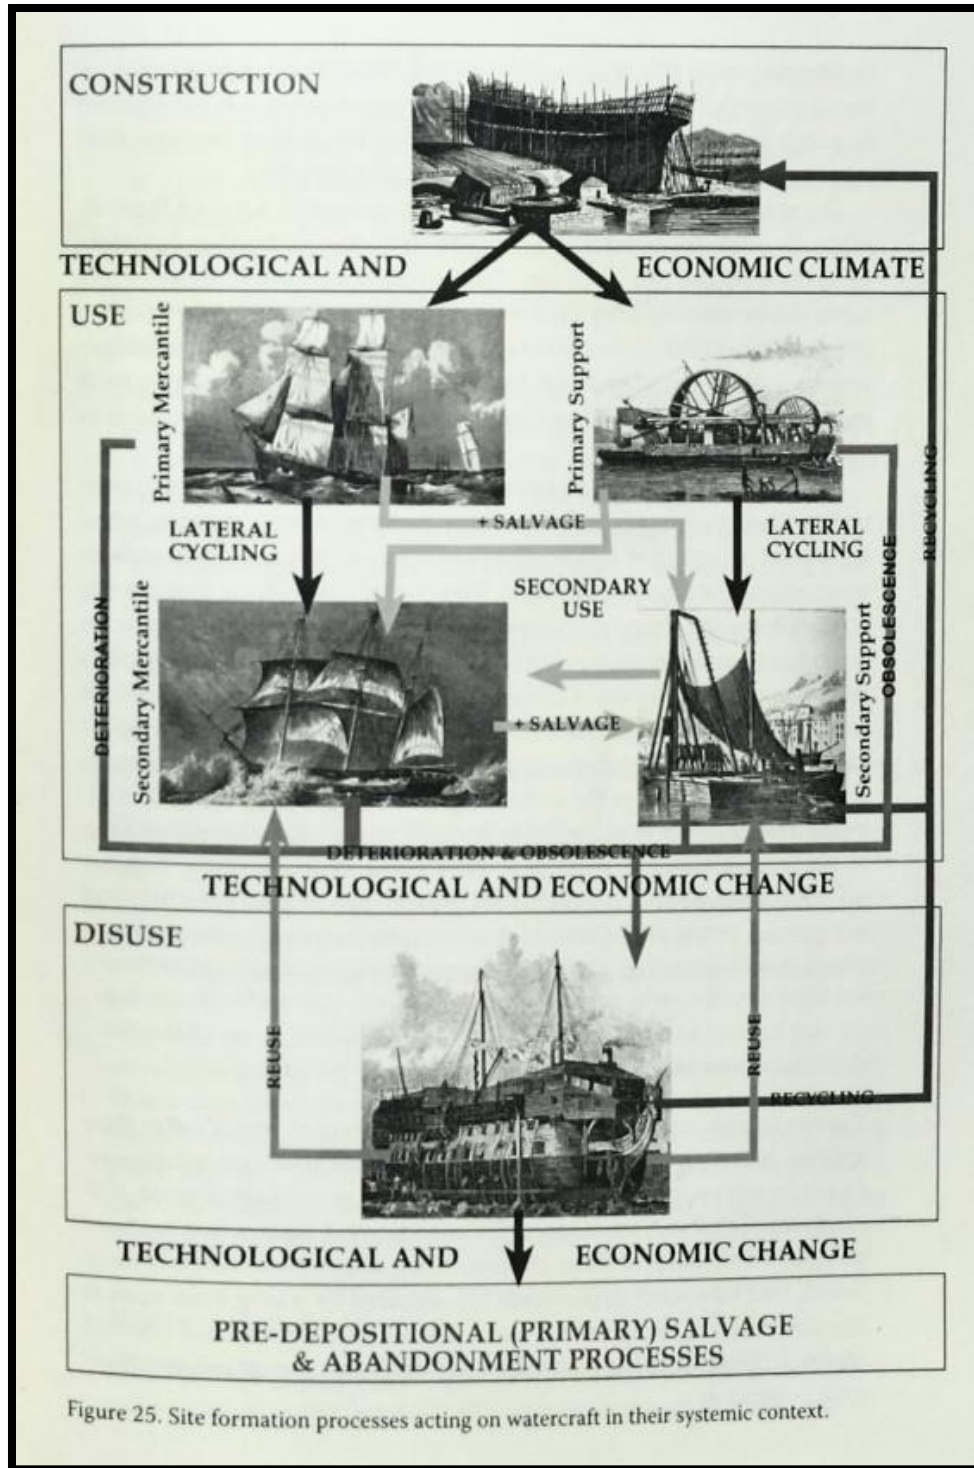 CONSTRUCTION
TECHNOLOGICAL AND
ECONOMIC CLIMATE
USE
Primary Mercantile
Primary Support
+ SALVAGE
LATERAL
CYCLING
LATERAL
CYCLING
RECYCLING
SECONDARY
USE
OBSOLESCENCE
DETERIORATION
Secondary Mercantile
+ SALVAGE
Secondary Support
DETERIORATION & OBSOLESCENCE
TECHNOLOGICAL AND ECONOMIC CHANGE
DISUSE
REUSE
REUSE
RECYCLING
TECHNOLOGICAL AND
ECONOMIC CHANGE
PRE-DEPOSITIONAL (PRIMARY) SALVAGE
& ABANDONMENT PROCESSES
Figure 25. Site formation processes acting on watercraft in their systemic context.